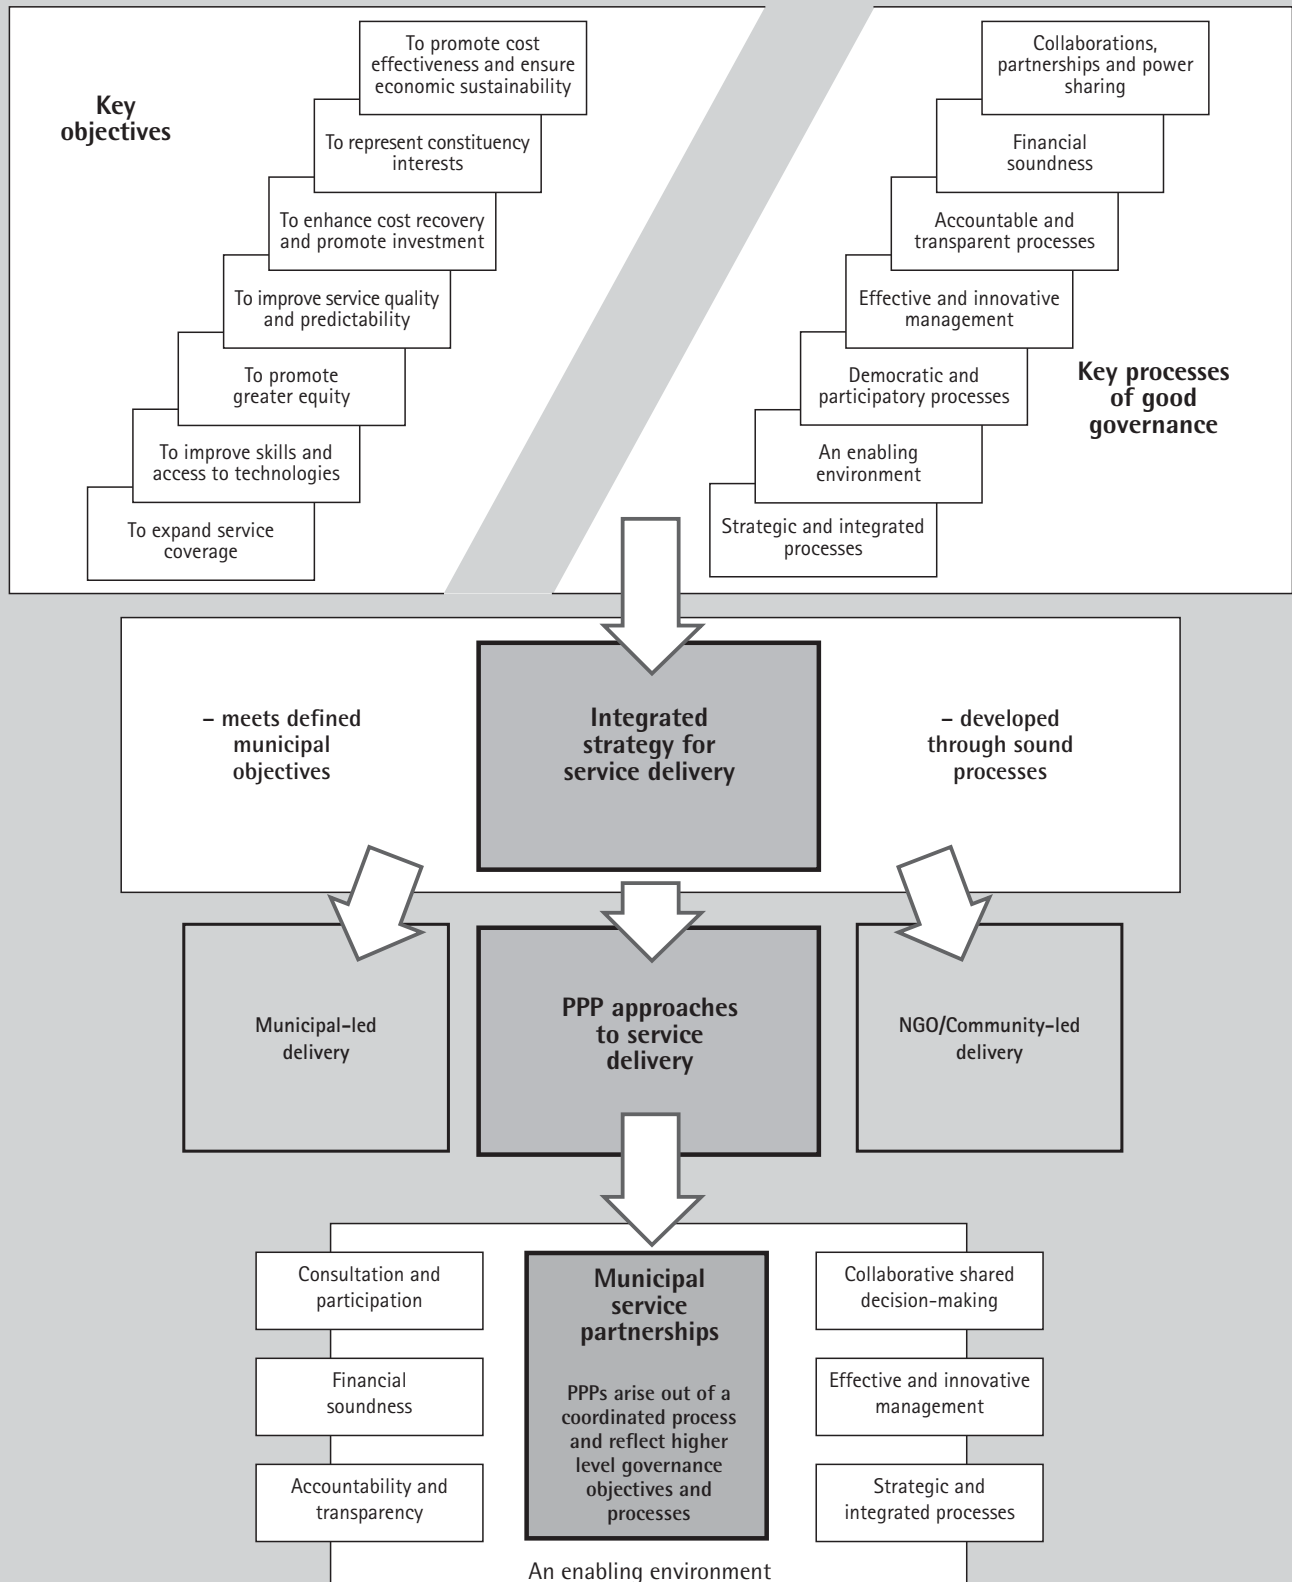 Key
objectives
To promote cost
effectiveness and ensure
economic sustainability
To represent constituency
interests
To enhance cost recovery
and promote investment
To improve service quality
and predictability
To promote
greater equity
To improve skills and
access to technologies
To expand service
coverage
Collaborations,
partnerships and power
sharing
Financial
soundness
Accountable and
transparent processes
Effective and innovative
management
Democratic and
participatory processes
An enabling
environment
Strategic and integrated
processes
Key processes
of good
governance
– meets defined
municipal
objectives
Integrated
strategy for
service delivery
– developed
through sound
processes
Municipal-led
delivery
PPP approaches
to service
delivery
NGO/Community-led
delivery
Consultation and
participation
Financial
soundness
Accountability and
transparency
Municipal
service
partnerships
PPPs arise out of a
coordinated process
and reflect higher
level governance
objectives and
processes
Collaborative shared
decision-making
Effective and innovative
management
Strategic and
integrated processes
An enabling environment